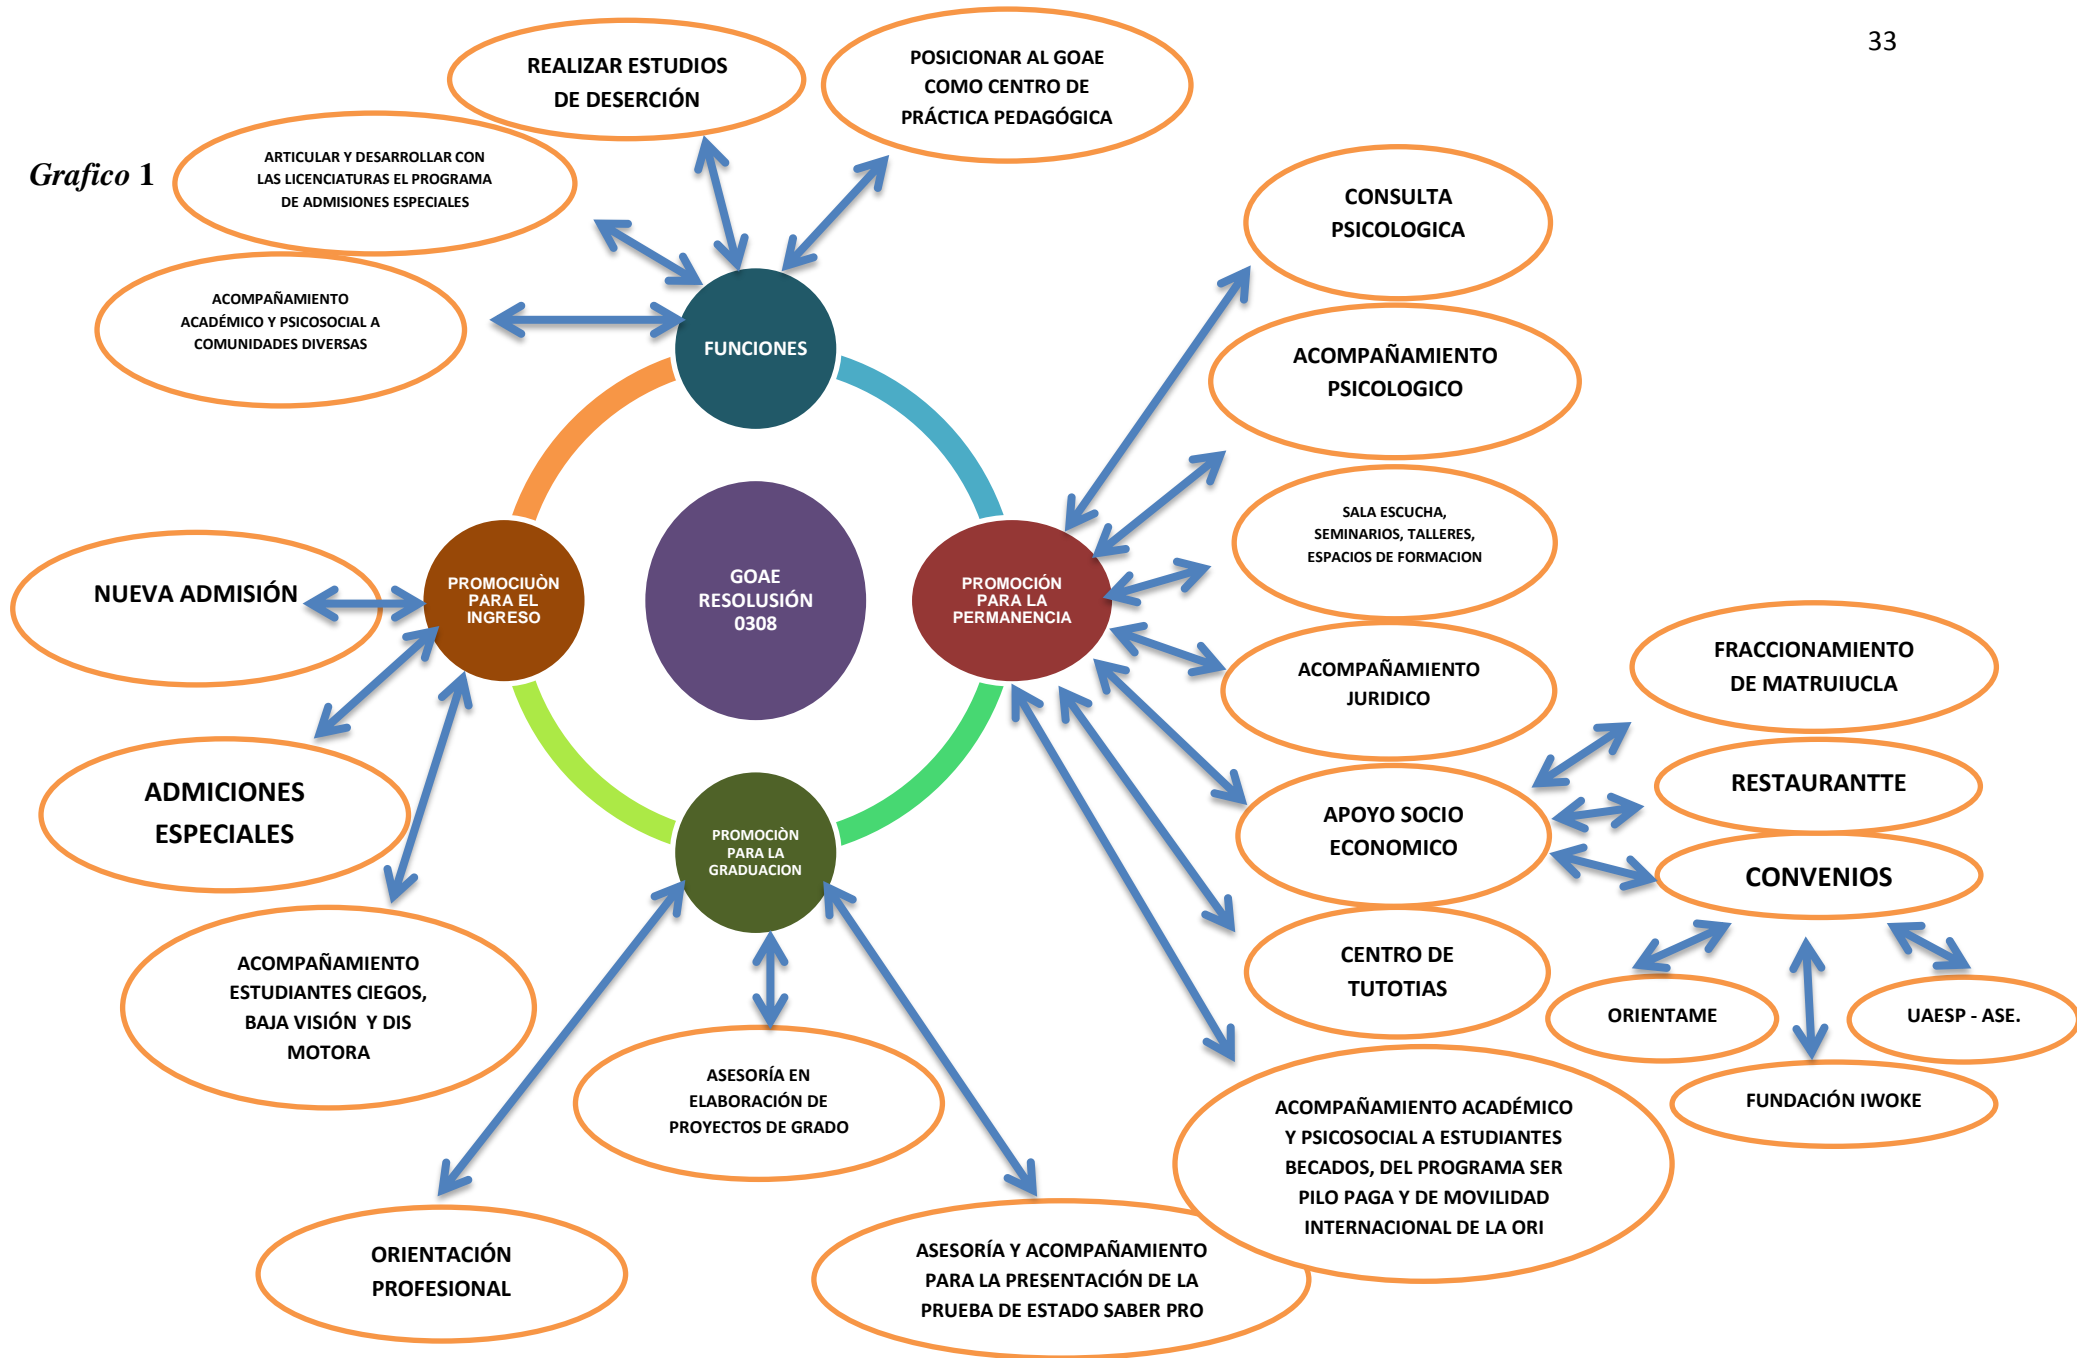 33
Grafico 1
REALIZAR ESTUDIOS
DE DESERCIÓN
POSICIONAR AL GOAE
COMO CENTRO DE
PRÁCTICA PEDAGÓGICA
ARTICULAR Y DESARROLLAR CON
LAS LICENCIATURAS EL PROGRAMA
DE ADMISIONES ESPECIALES
ACOMPAÑAMIENTO
ACADÉMICO Y PSICOSOCIAL A
COMUNIDADES DIVERSAS
FUNCIONES
CONSULTA
PSICOLOGICA
ACOMPAÑAMIENTO
PSICOLOGICO
SALA ESCUCHA,
SEMINARIOS, TALLERES,
ESPACIOS DE FORMACION
NUEVA ADMISIÓN
PROMOCIUÒN
PARA EL
INGRESO
GOAE
RESOLUSIÓN
0308
PROMOCIÓN
PARA LA
PERMANENCIA
ACOMPAÑAMIENTO
JURIDICO
FRACCIONAMIENTO
DE MATRUIUCLA
RESTAURANTTE
ADMICIONES
ESPECIALES
PROMOCIÒN
PARA LA
GRADUACION
APOYO SOCIO
ECONOMICO
CONVENIOS
ACOMPAÑAMIENTO
ESTUDIANTES CIEGOS,
BAJA VISIÓN Y DIS
MOTORA
CENTRO DE
TUTOTIAS
ORIENTAME
UAESP - ASE.
FUNDACIÓN IWOKE
ASESORÍA EN
ELABORACIÓN DE
PROYECTOS DE GRADO
ACOMPAÑAMIENTO ACADÉMICO
Y PSICOSOCIAL A ESTUDIANTES
BECADOS, DEL PROGRAMA SER
PILO PAGA Y DE MOVILIDAD
INTERNACIONAL DE LA ORI
ORIENTACIÓN
PROFESIONAL
ASESORÍA Y ACOMPAÑAMIENTO
PARA LA PRESENTACIÓN DE LA
PRUEBA DE ESTADO SABER PRO